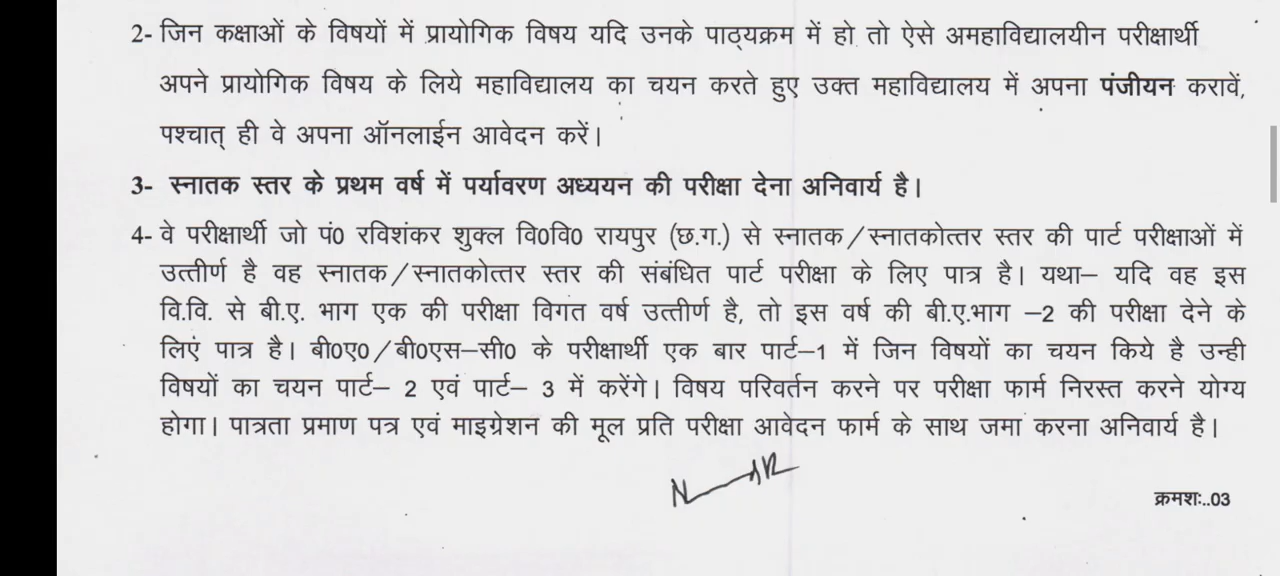 2- जिन कक्षाओं के विषयों में प्रायोगिक विषय यदि उनके पाठ्यक्रम में हो तो ऐसे अमहाविद्यालयीन परीक्षार्थी
अपने प्रायोगिक विषय के लिये महाविद्यालय का चयन करते हुए उक्त महाविद्यालय में अपना पंजीयन करावें,
पश्चात् ही वे अपना ऑनलाईन आवेदन करें।
3- स्नातक स्तर के प्रथम वर्ष में पर्यावरण अध्ययन की परीक्षा देना अनिवार्य है।
4- वे परीक्षार्थी जो पं0 रविशंकर शुक्ल वि0वि0 रायपुर (छ.ग.) से स्नातक/स्नातकोत्तर स्तर की पार्ट परीक्षाओं में
उत्तीर्ण है वह स्नातक/स्नातकोत्तर स्तर की संबंधित पार्ट परीक्षा के लिए पात्र है। यथा– यदि वह इस
वि.वि. से बी.ए. भाग एक की परीक्षा विगत वर्ष उत्तीर्ण है, तो इस वर्ष की बी.ए.भाग –2 की परीक्षा देने के
लिए पात्र है। बी0ए0/बी0एस–सी0 के परीक्षार्थी एक बार पार्ट–1 में जिन विषयों का चयन किये है उन्ही
विषयों का चयन पार्ट– 2 एवं पार्ट– 3 में करेंगे। विषय परिवर्तन करने पर परीक्षा फार्म निरस्त करने योग्य
होगा। पात्रता प्रमाण पत्र एवं माइग्रेशन की मूल प्रति परीक्षा आवेदन फार्म के साथ जमा करना अनिवार्य है।
क्रमशः..03